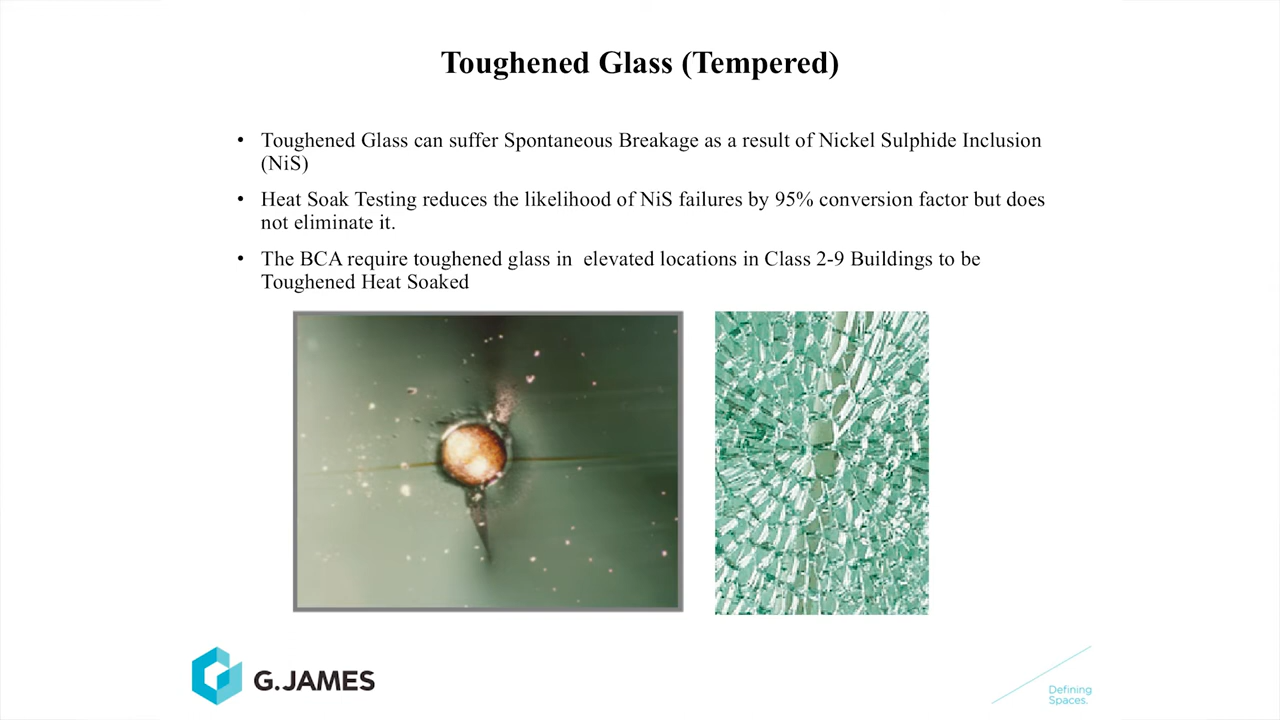 Toughened Glass (Tempered)
• Toughened Glass can suffer Spontaneous Breakage as a result of Nickel Sulphide Inclusion
(NiS)
• Heat Soak Testing reduces the likelihood of NiS failures by 95% conversion factor but does
not eliminate it.
• The BCA require toughened glass in  elevated locations in Class 2-9 Buildings to be
Toughened Heat Soaked
G.JAMES
Defining
Spaces.